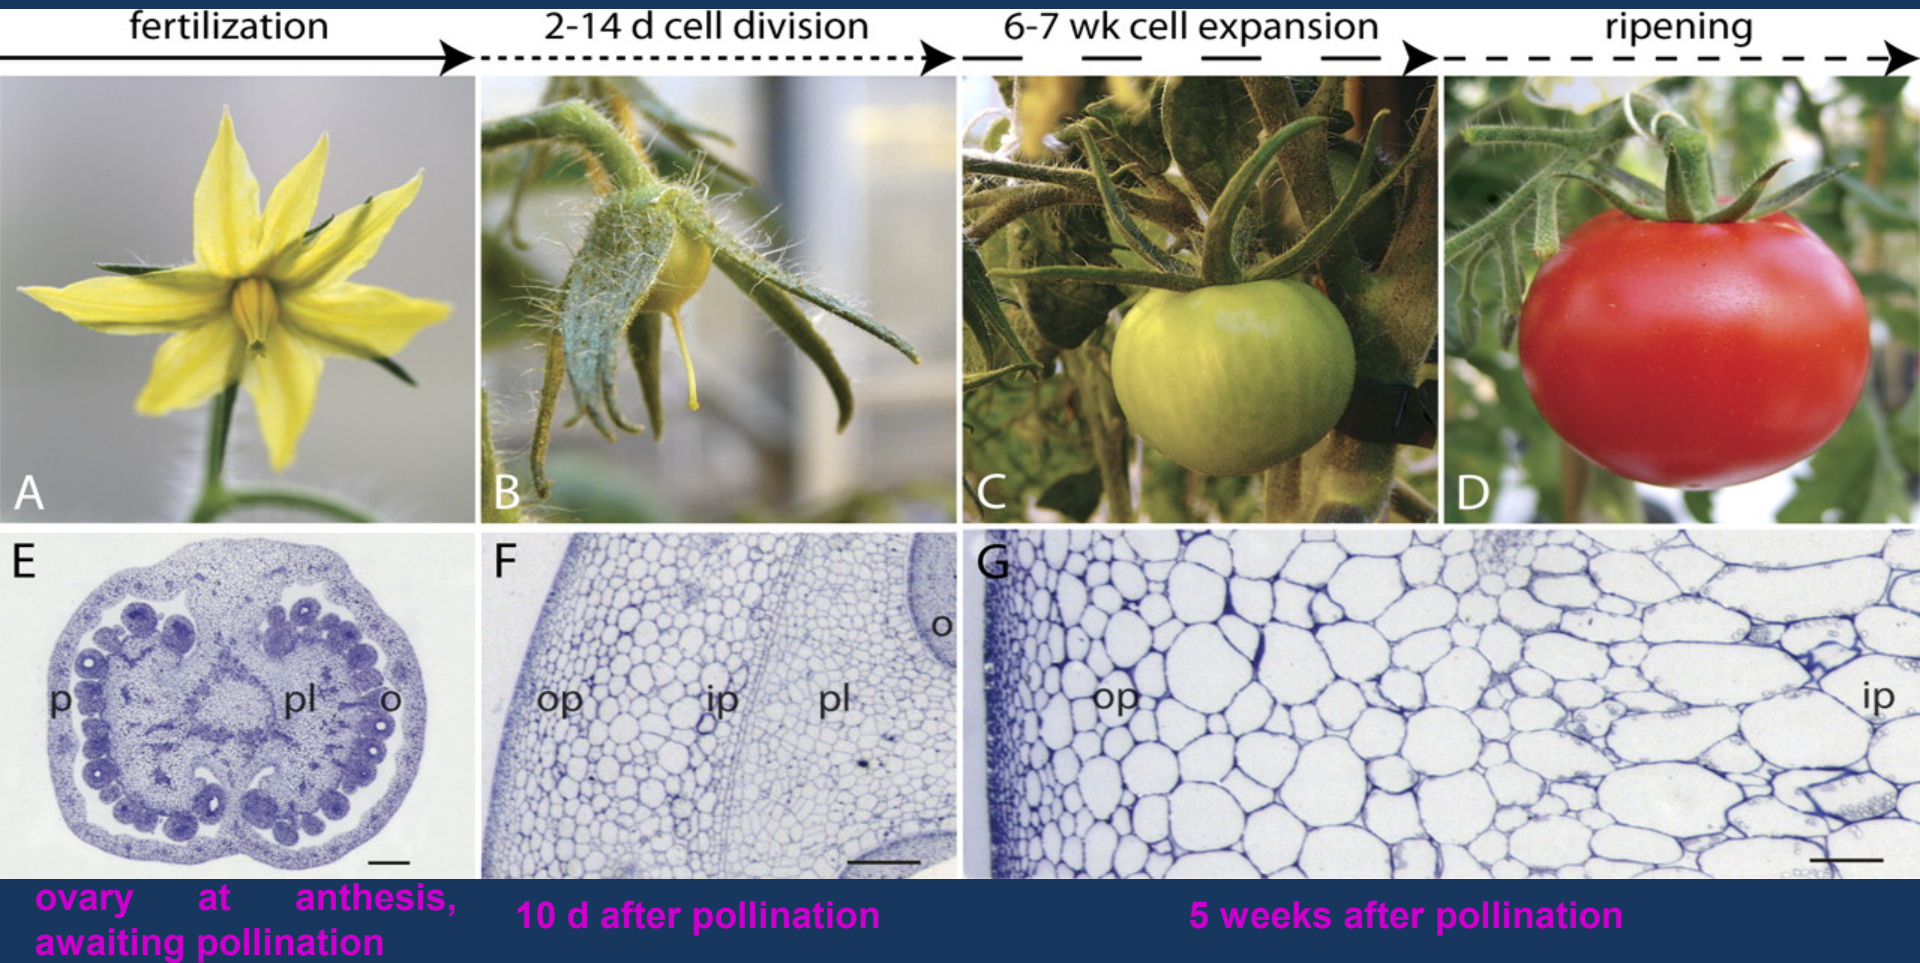 fertilization
2-14 d cell division
6-7 wk cell expansion
ripening
A
B
C
D
E
F
G
p
pl
o
op
ip
pl
o
op
ip
ovary at anthesis,
awaiting pollination
10 d after pollination
5 weeks after pollination